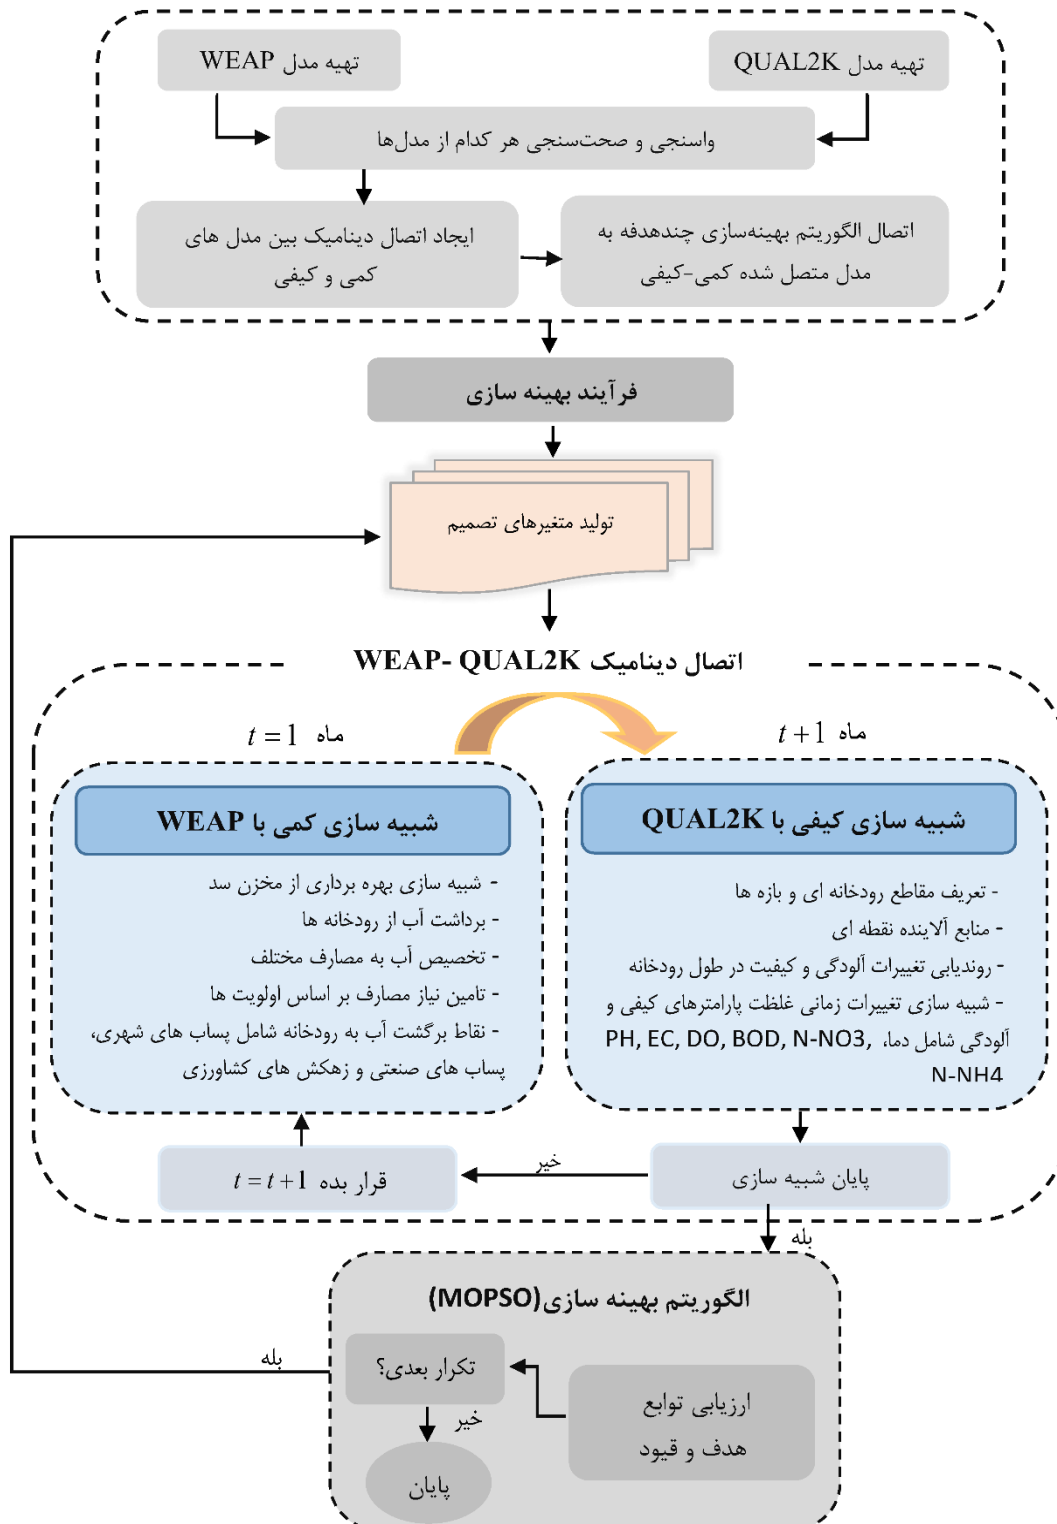 تهیه مدل QUAL2K
تهیه مدل WEAP
واسنجی و صحت‌سنجی هر کدام از مدل‌ها
ایجاد اتصال دینامیک بین مدل های
کمی و کیفی
اتصال الگوریتم بهینه‌سازی چندهدفه به
مدل متصل شده کمی-کیفی
فرآیند بهینه سازی
تولید متغیرهای تصمیم
اتصال دینامیک WEAP- QUAL2K
ماه t = 1
ماه t + 1
شبیه سازی کمی با WEAP
- شبیه سازی بهره برداری از مخزن سد
- برداشت آب از رودخانه ها
- تخصیص آب به مصارف مختلف
- تامین نیاز مصارف بر اساس اولویت ها
- نقاط برگشت آب به رودخانه شامل پساب های شهری،
پساب های صنعتی و زهکش های کشاورزی
شبیه سازی کیفی با QUAL2K
- تعریف مقاطع رودخانه ای و بازه ها
- منابع آلاینده نقطه ای
- روندیابی تغییرات آلودگی و کیفیت در طول رودخانه
- شبیه سازی تغییرات زمانی غلظت پارامترهای کیفی و
آلودگی شامل دما، PH, EC, DO, BOD, N-NO3,
N-NH4
پایان شبیه سازی
خیر
قرار بده t = t + 1
بله
الگوریتم بهینه سازی(MOPSO)
ارزیابی توابع
هدف و قیود
تکرار بعدی؟
بله
خیر
پایان